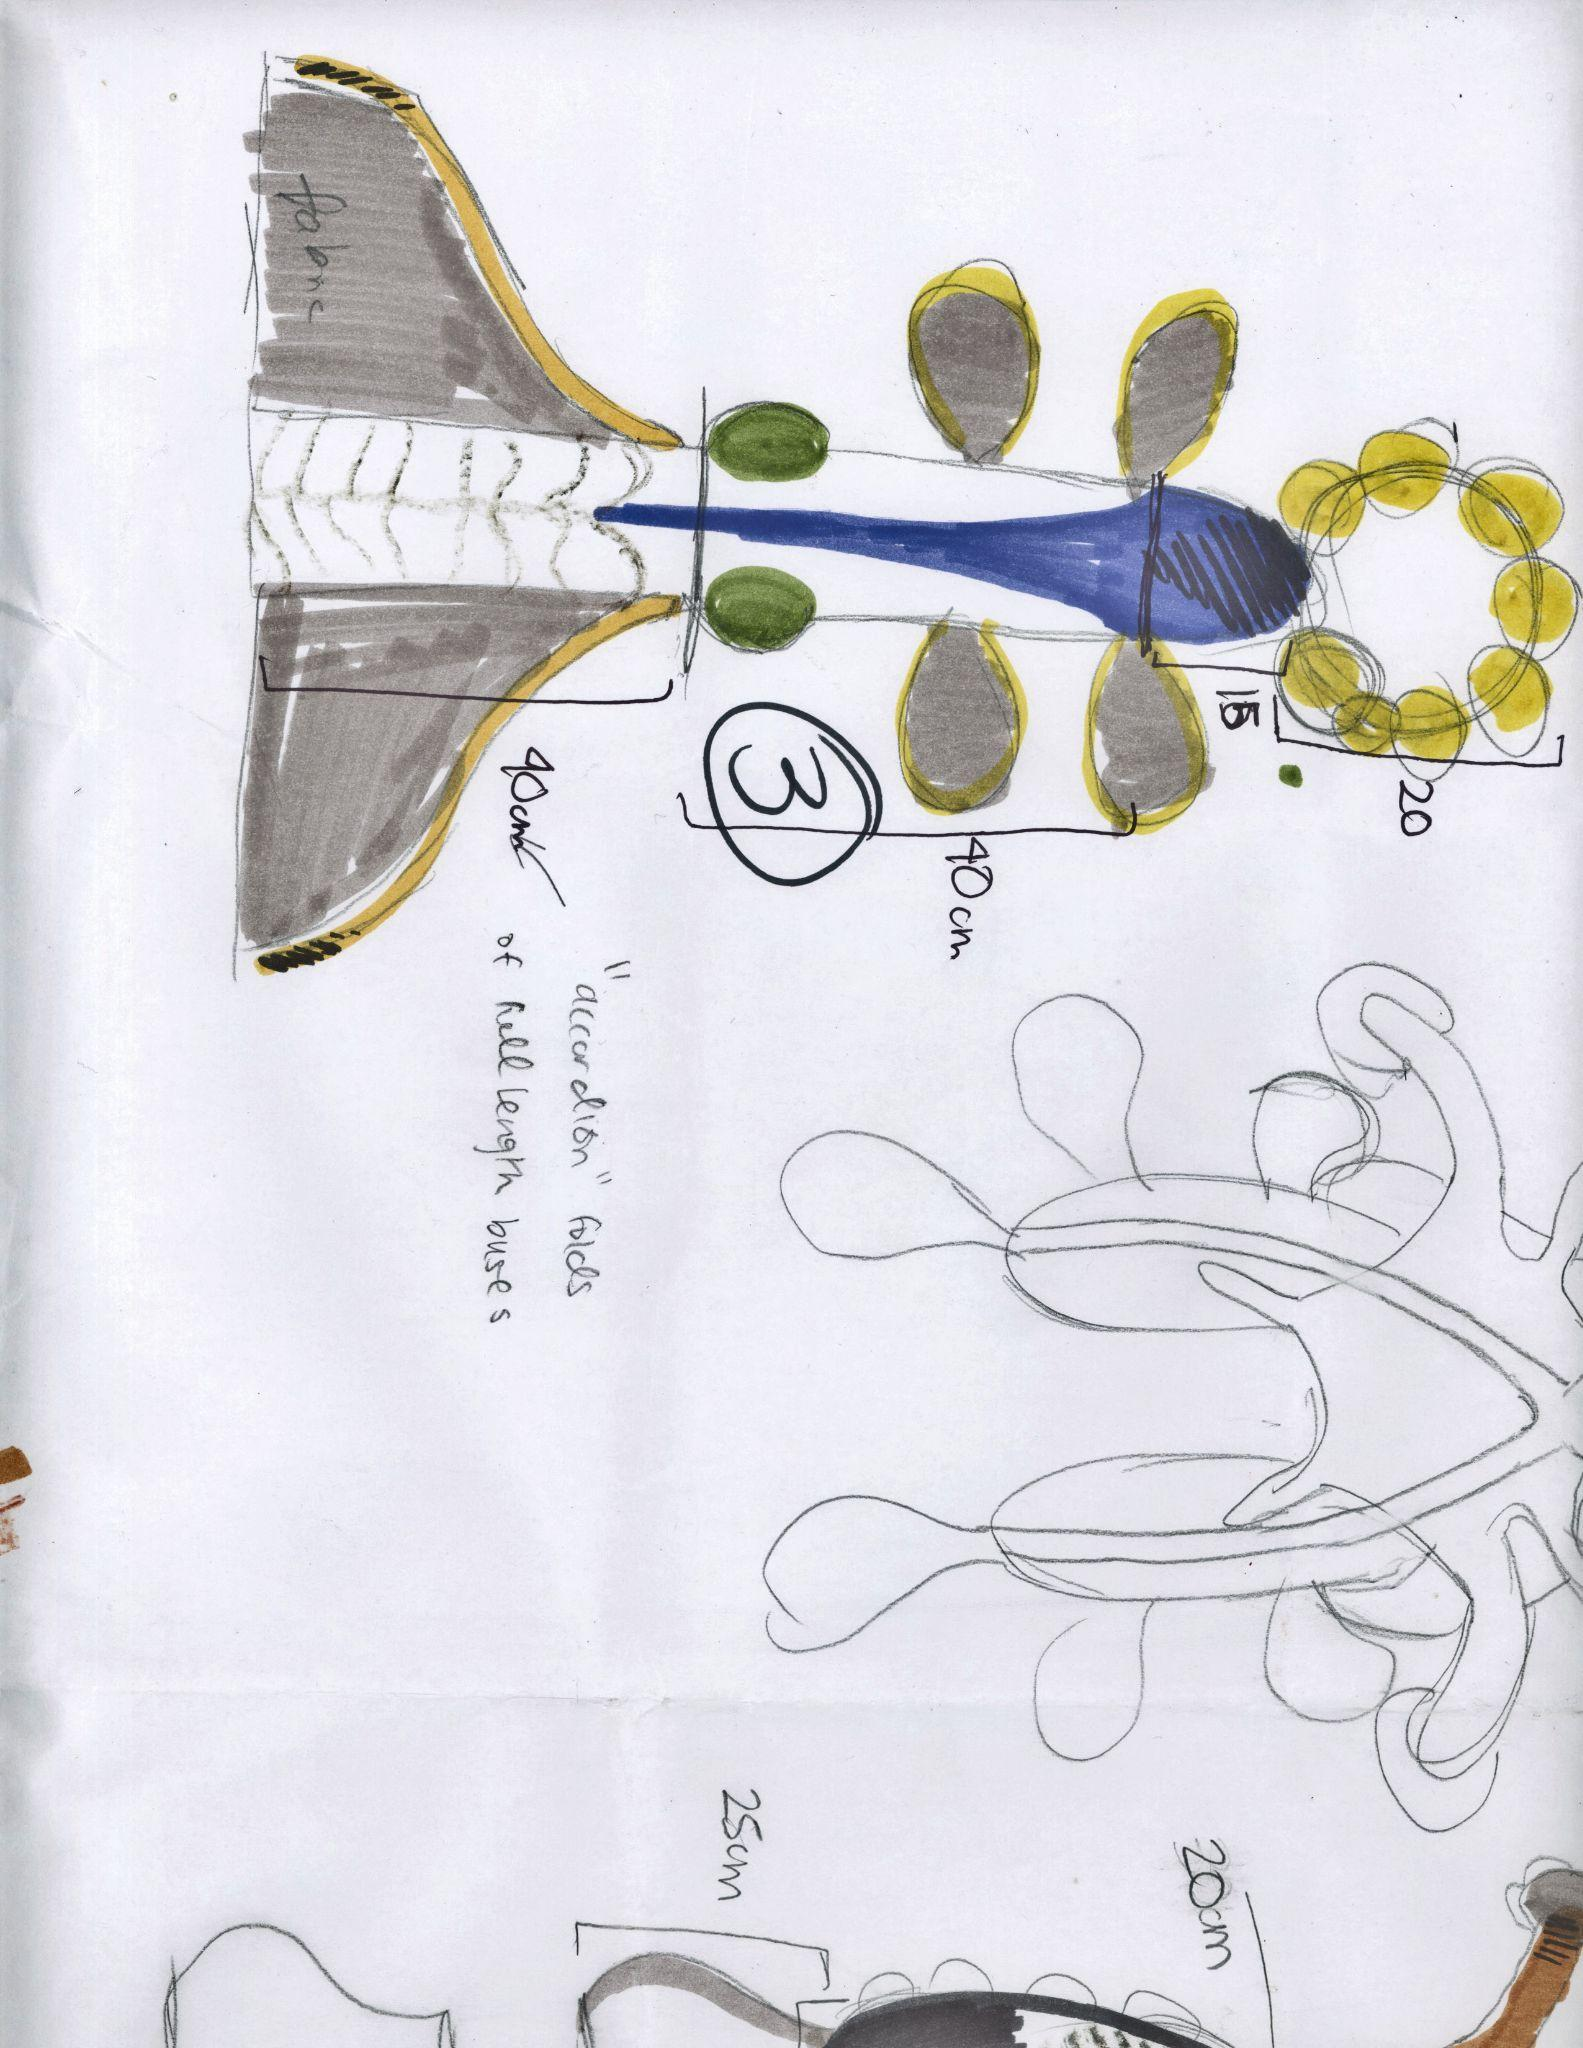 fabric
15
20
3
40cm
40cm
"accordion" folds
of full length buses
20cm
25cm